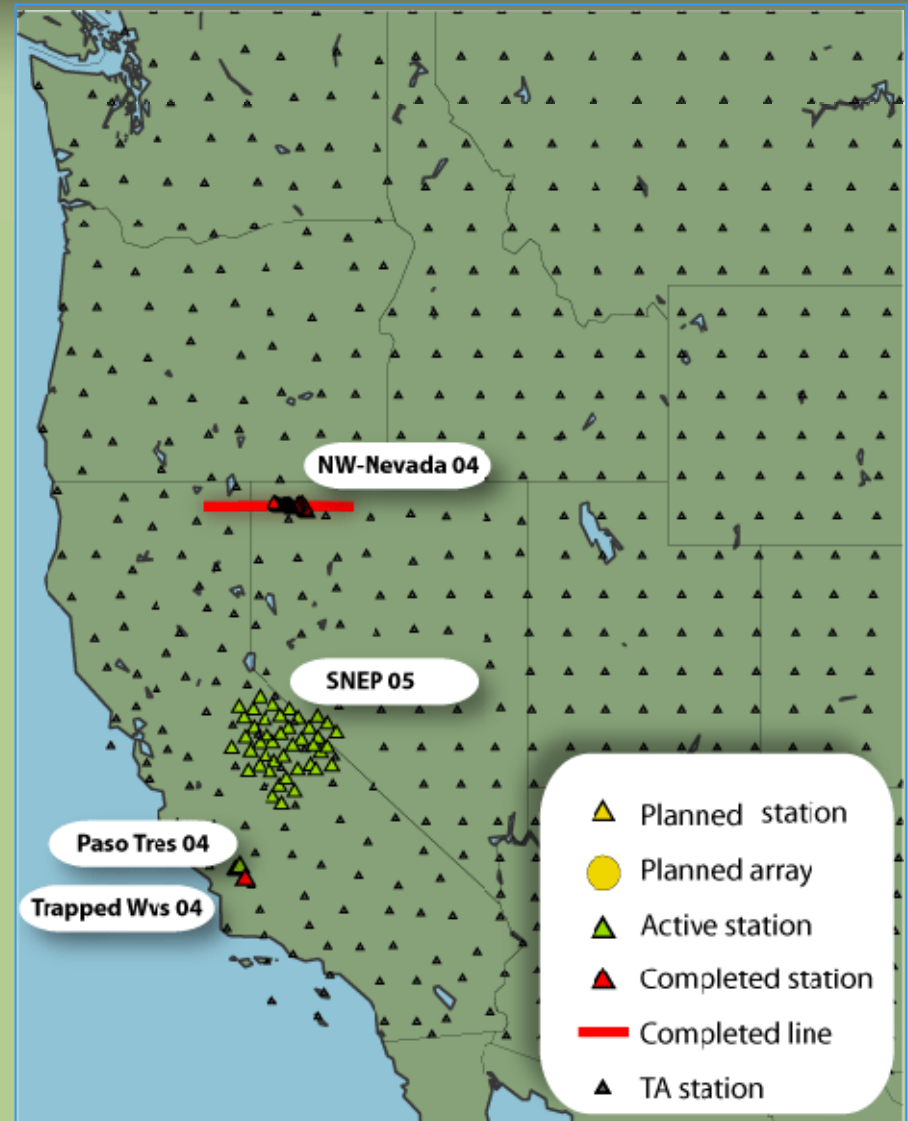 NW-Nevada 04
SNEP 05
Paso Tres 04
Trapped Wvs 04
Planned station
Planned array
Active station
Completed station
Completed line
TA station